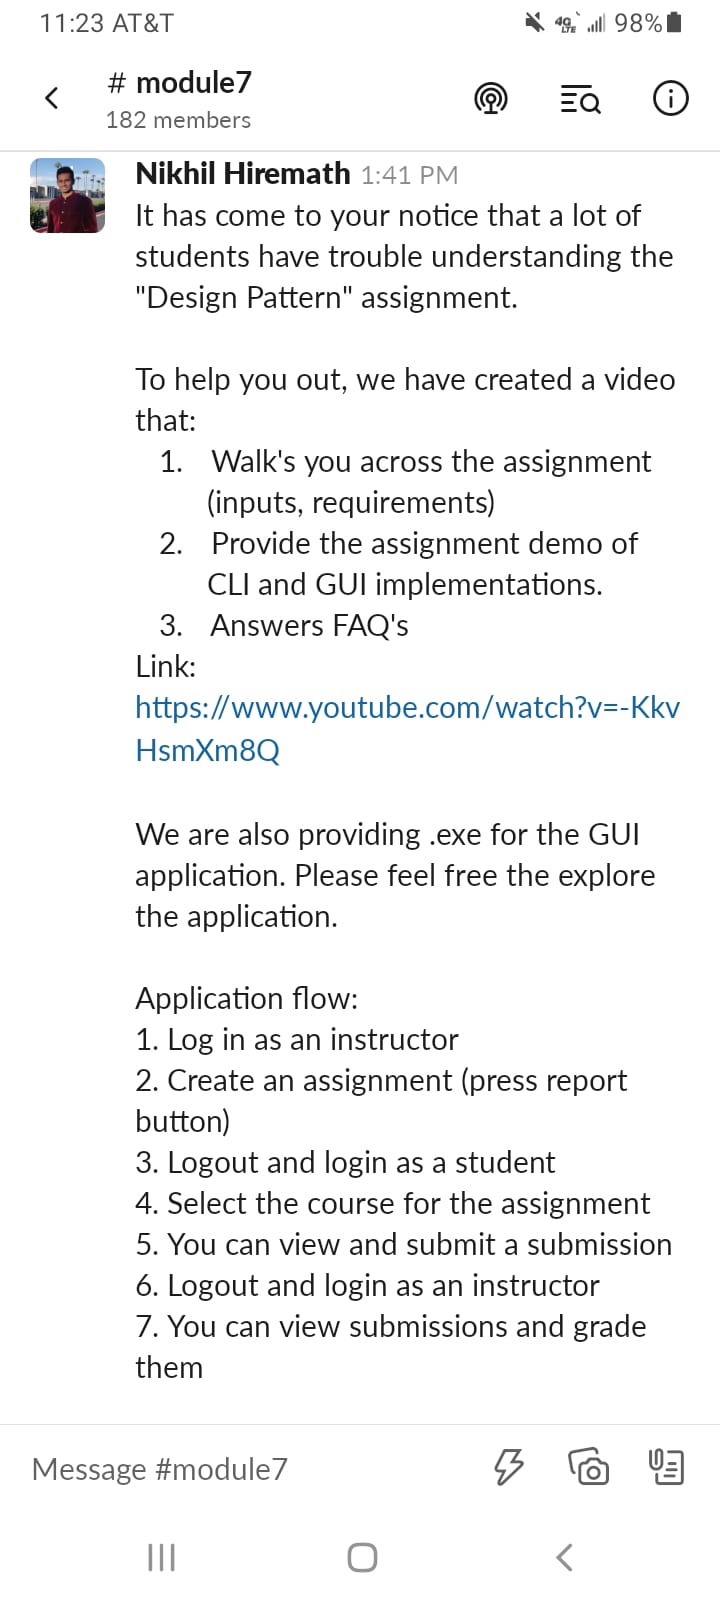 11:23 AT&T 4G LTE 98%
# module7
182 members
Nikhil Hiremath 1:41 PM
It has come to your notice that a lot of
students have trouble understanding the
"Design Pattern" assignment.
To help you out, we have created a video
that:
1. Walk's you across the assignment
(inputs, requirements)
2. Provide the assignment demo of
CLI and GUI implementations.
3. Answers FAQ's
Link:
https://www.youtube.com/watch?v=-Kkv
HsmXm8Q
We are also providing .exe for the GUI
application. Please feel free the explore
the application.
Application flow:
1. Log in as an instructor
2. Create an assignment (press report
button)
3. Logout and login as a student
4. Select the course for the assignment
5. You can view and submit a submission
6. Logout and login as an instructor
7. You can view submissions and grade
them
Message #module7